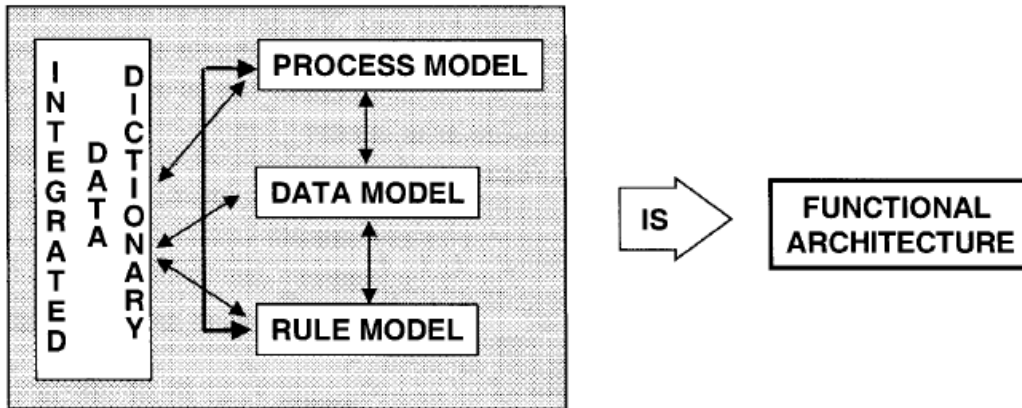 INTEGRATED
DATA
DICTIONARY
PROCESS MODEL
DATA MODEL
RULE MODEL
IS
FUNCTIONAL
ARCHITECTURE